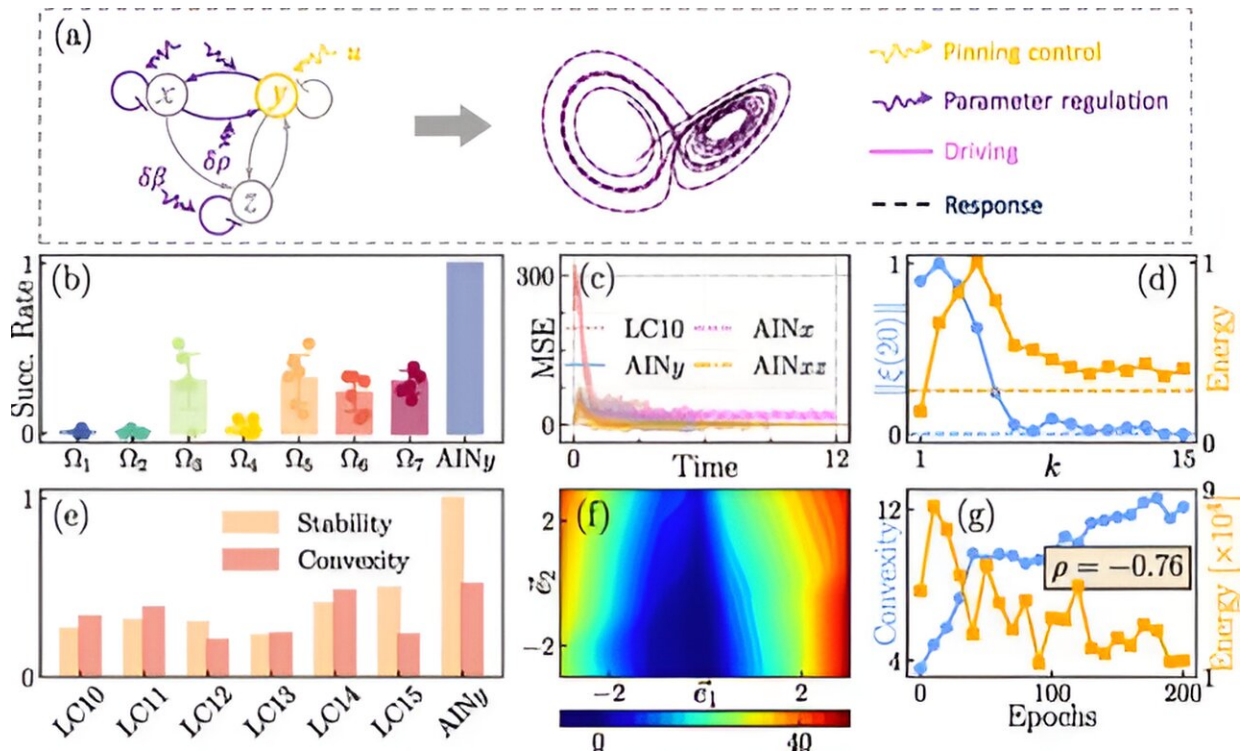 (a)
x
y
u
z
δρ
δβ
Pinning control
Parameter regulation
Driving
Response
(b)
Succ. Rate
1
0
Ω1 Ω2 Ω3 Ω4 Ω5 Ω6 Ω7 AINy
(c)
MSE
300
0
LC10
AINx
AINy
AINxz
0 Time 12
(d)
||ξ(20)||
1
0
Energy
1
0
1 k 15
(e)
1
0
Stability
Convexity
LC10 LC11 LC12 LC13 LC14 LC15 AINy
(f)
2
−2
−2 2
0 40
(g)
Convexity
12
4
ρ = −0.76
Energy [×10⁴]
9
1
0 100 200
Epochs